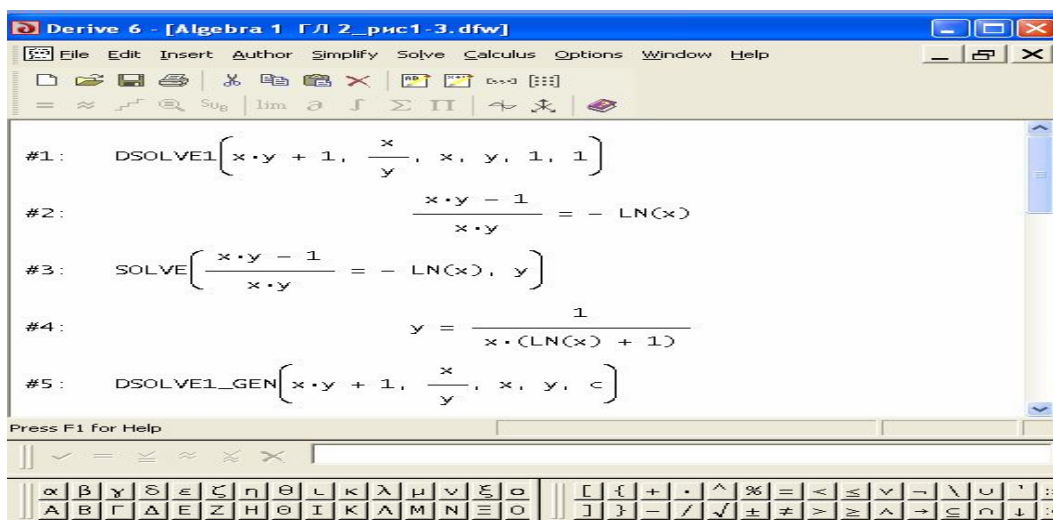 Derive 6 - [Algebra 1 ГЛ 2_рис1-3.dfw]
File Edit Insert Author Simplify Solve Calculus Options Window Help
= ≈ Sub lim ∂ ∫ Σ Π
#1: DSOLVE1(x·y + 1, x/y, x, y, 1, 1)
#2: (x·y - 1)/(x·y) = - LN(x)
#3: SOLVE((x·y - 1)/(x·y) = - LN(x), y)
#4: y = 1/(x·(LN(x) + 1))
#5: DSOLVE1_GEN(x·y + 1, x/y, x, y, c)
Press F1 for Help
α β γ δ ε ζ η θ ι κ λ μ ν ξ ο [ { + · ^ % = < ≤ ∨ ¬ \ ∪ '
Α Β Γ Δ Ε Ζ Η Θ Ι Κ Λ Μ Ν Ξ Ο ] } - / √ ± ≠ > ≥ ∧ → ⊆ ∩ ↓